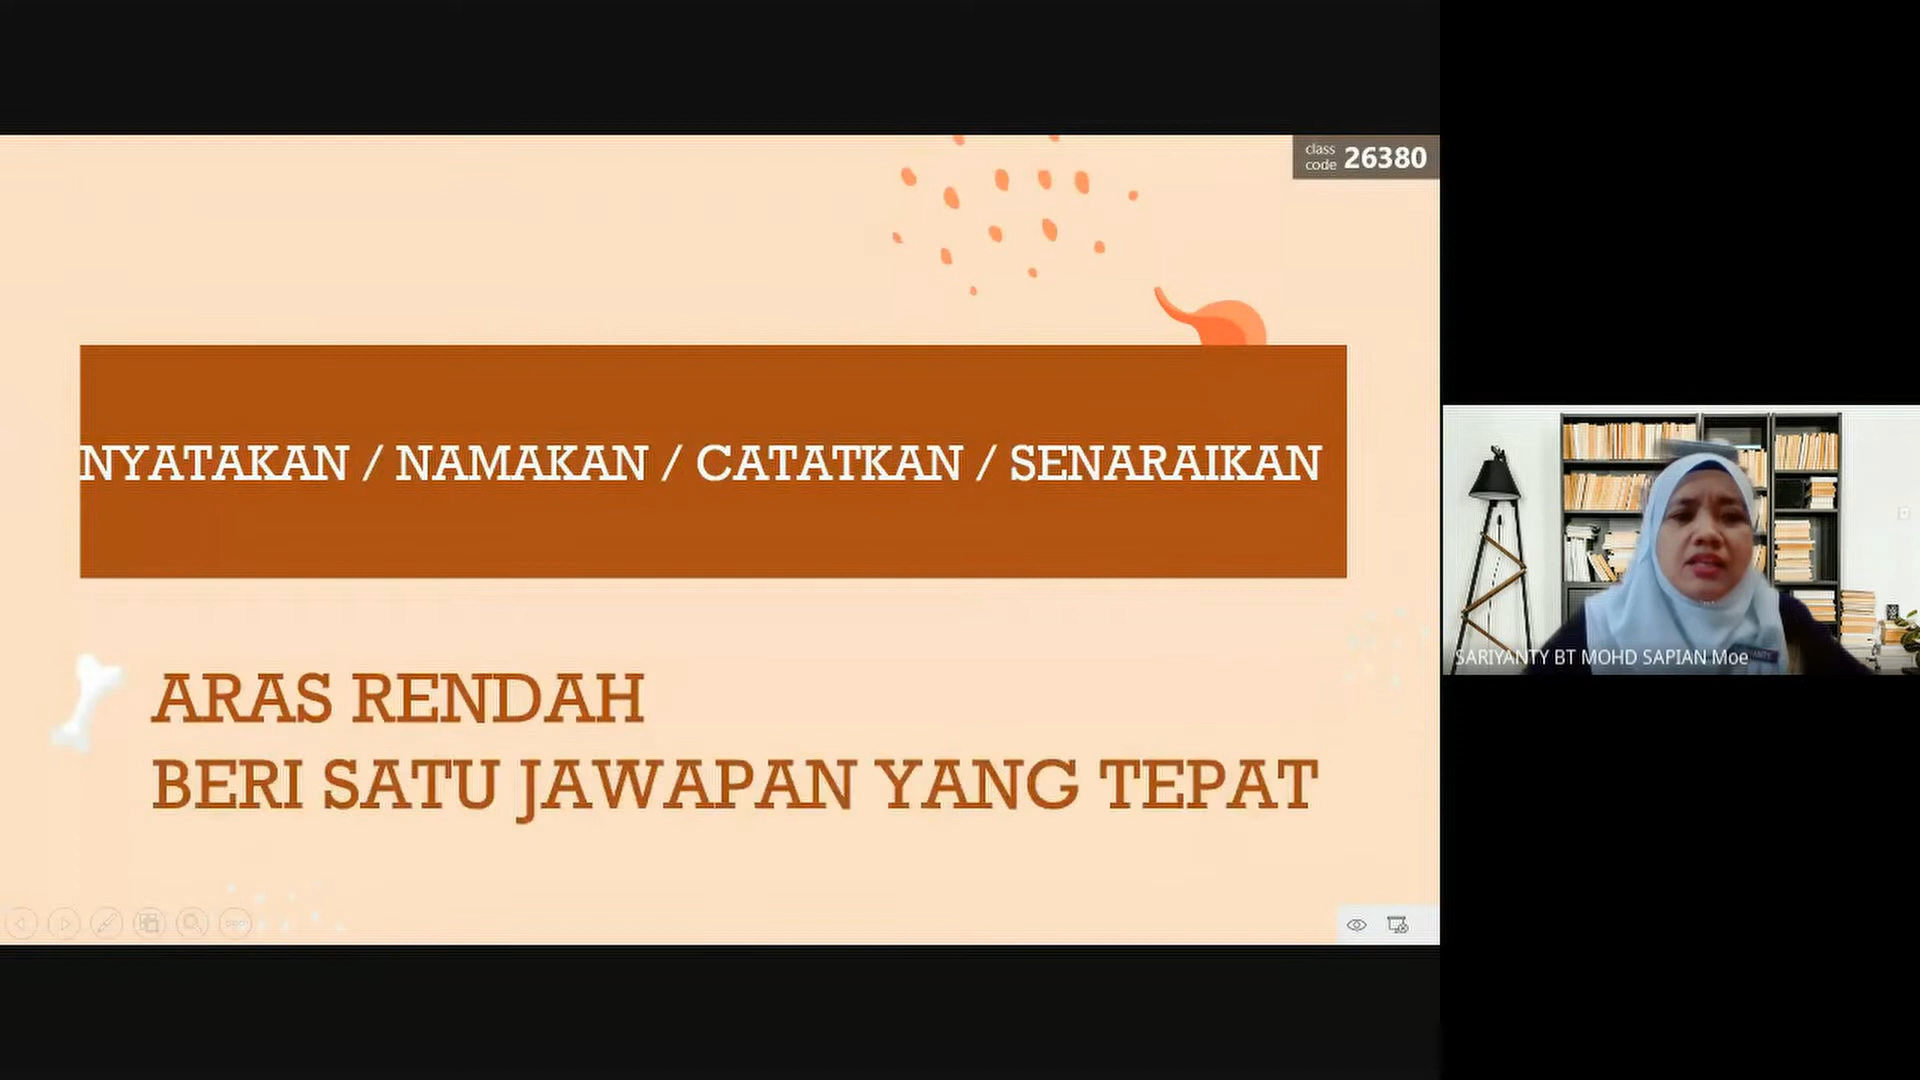 class code 26380
NYATAKAN / NAMAKAN / CATATKAN / SENARAIKAN
ARAS RENDAH
BERI SATU JAWAPAN YANG TEPAT
SARIYANTY BT MOHD SAPIAN Moe